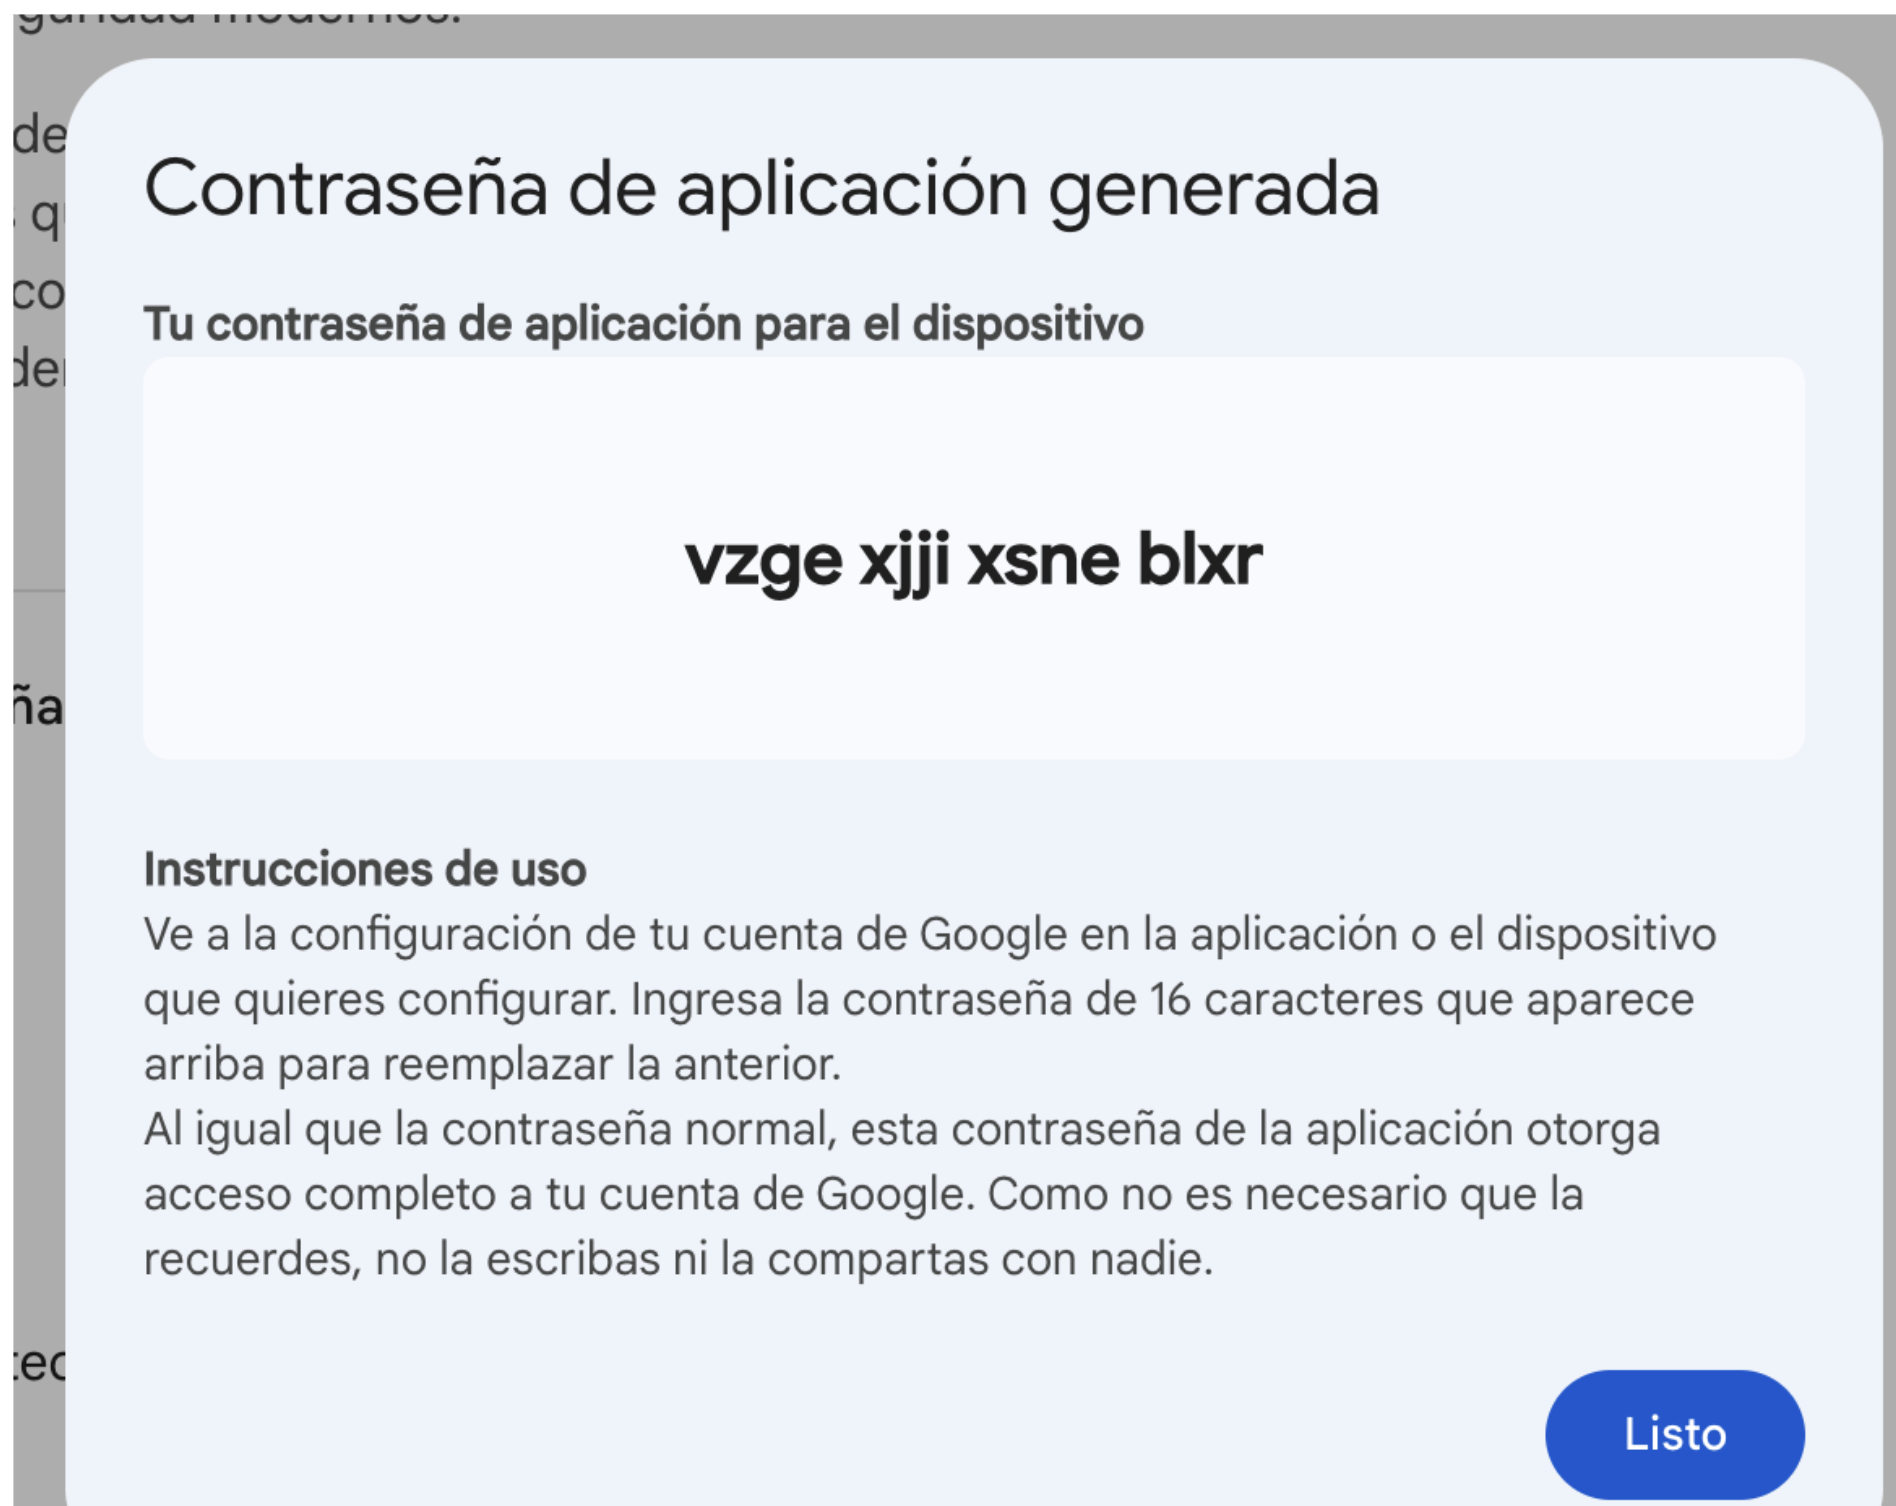 guridad modernos.
de
Contraseña de aplicación generada
co
Tu contraseña de aplicación para el dispositivo
vzge xjji xsne blxr
ña
Instrucciones de uso
Ve a la configuración de tu cuenta de Google en la aplicación o el dispositivo
que quieres configurar. Ingresa la contraseña de 16 caracteres que aparece
arriba para reemplazar la anterior.
Al igual que la contraseña normal, esta contraseña de la aplicación otorga
acceso completo a tu cuenta de Google. Como no es necesario que la
recuerdes, no la escribas ni la compartas con nadie.
Listo